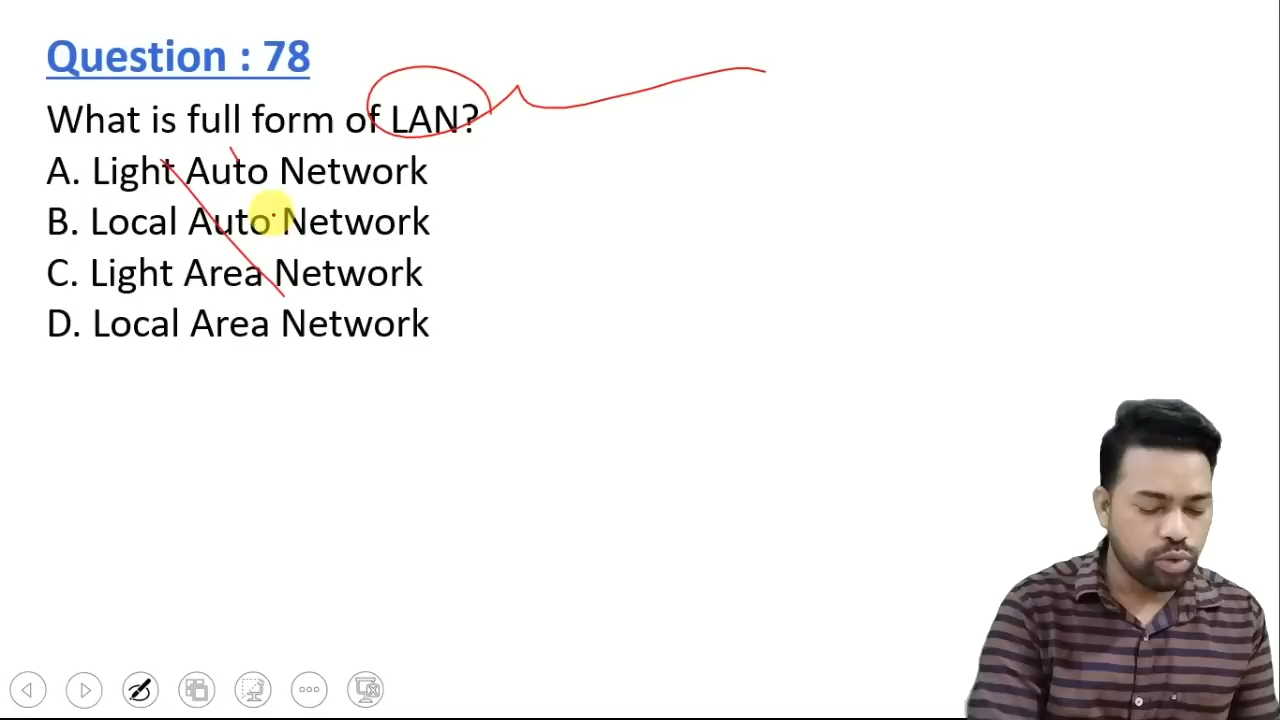 Question : 78
What is full form of LAN?
A. Light Auto Network
B. Local Auto Network
C. Light Area Network
D. Local Area Network